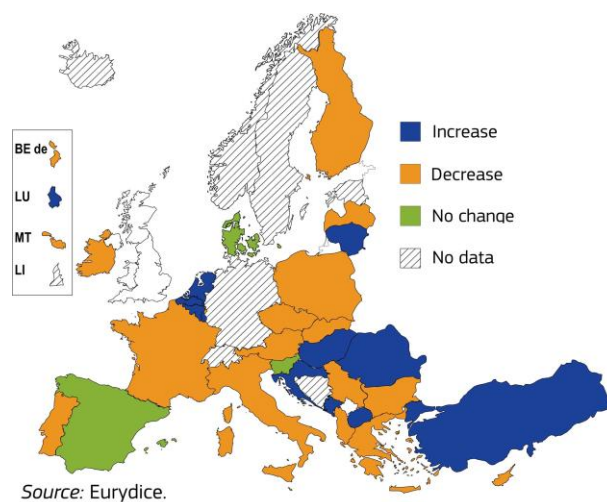 BE de
LU
MT
LI
Increase
Decrease
No change
No data
Source: Eurydice.